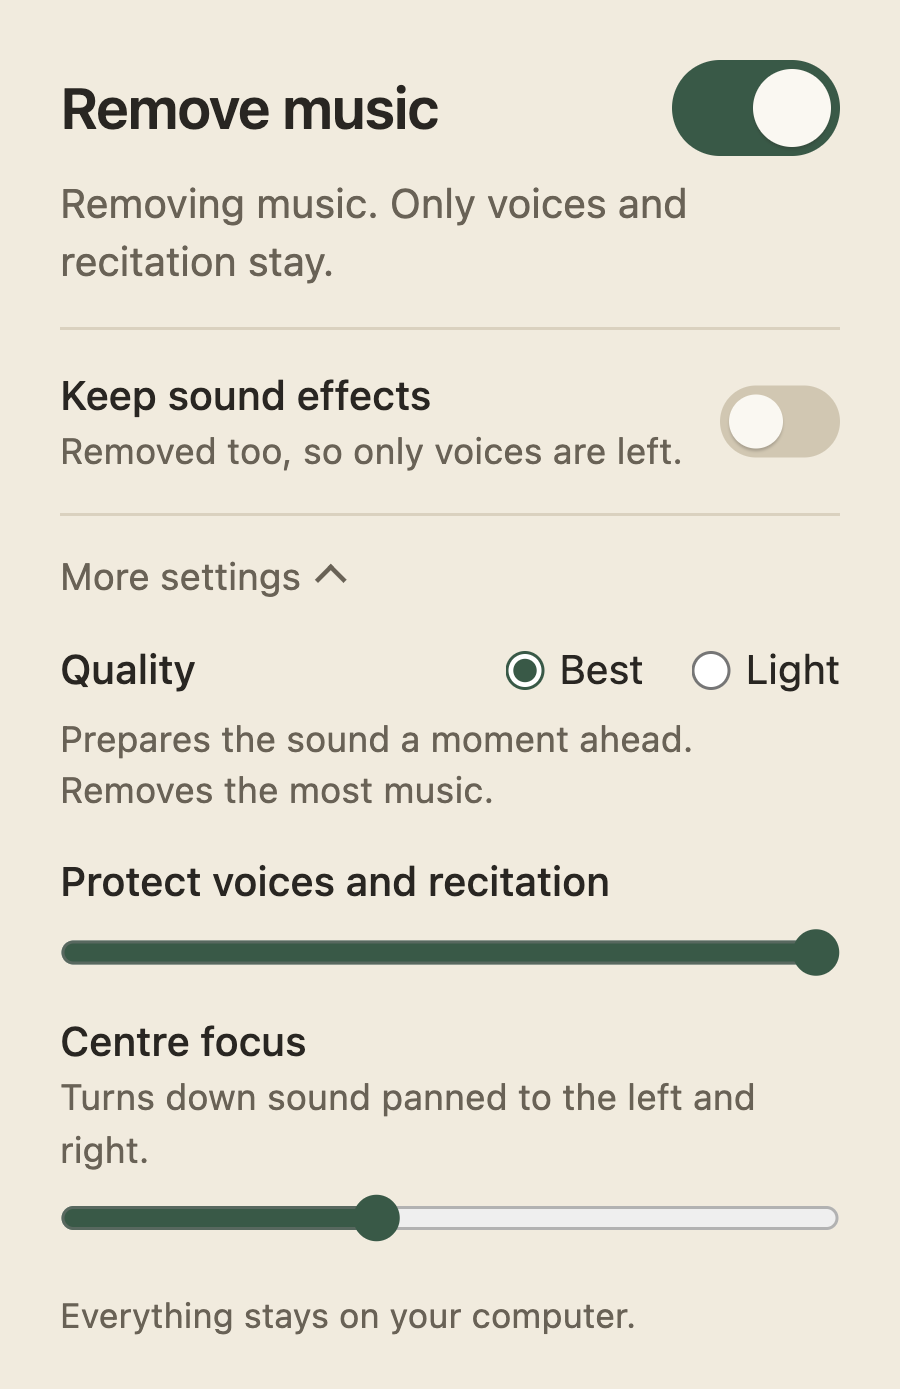 Remove music
Removing music. Only voices and
recitation stay.
Keep sound effects
Removed too, so only voices are left.
More settings
Quality
Best
Light
Prepares the sound a moment ahead.
Removes the most music.
Protect voices and recitation
Centre focus
Turns down sound panned to the left and
right.
Everything stays on your computer.